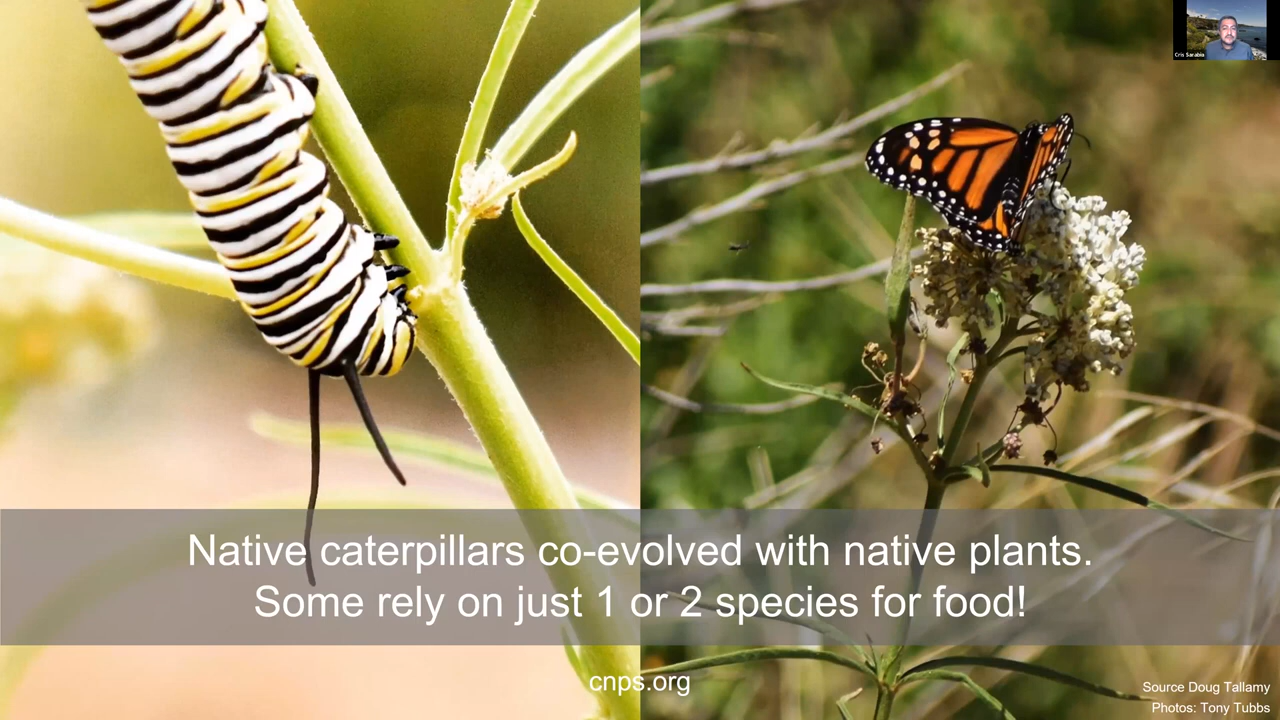 Cris Sarabia
Native caterpillars co-evolved with native plants.
Some rely on just 1 or 2 species for food!
cnps.org
Source Doug Tallamy
Photos: Tony Tubbs